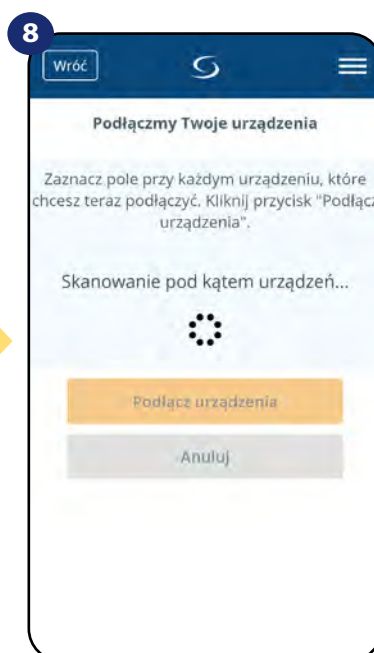 8
Wróć
Podłączmy Twoje urządzenia
Zaznacz pole przy każdym urządzeniu, które
chcesz teraz podłączyć. Kliknij przycisk "Podłącz
urządzenia".
Skanowanie pod kątem urządzeń...
Podłącz urządzenia
Anuluj